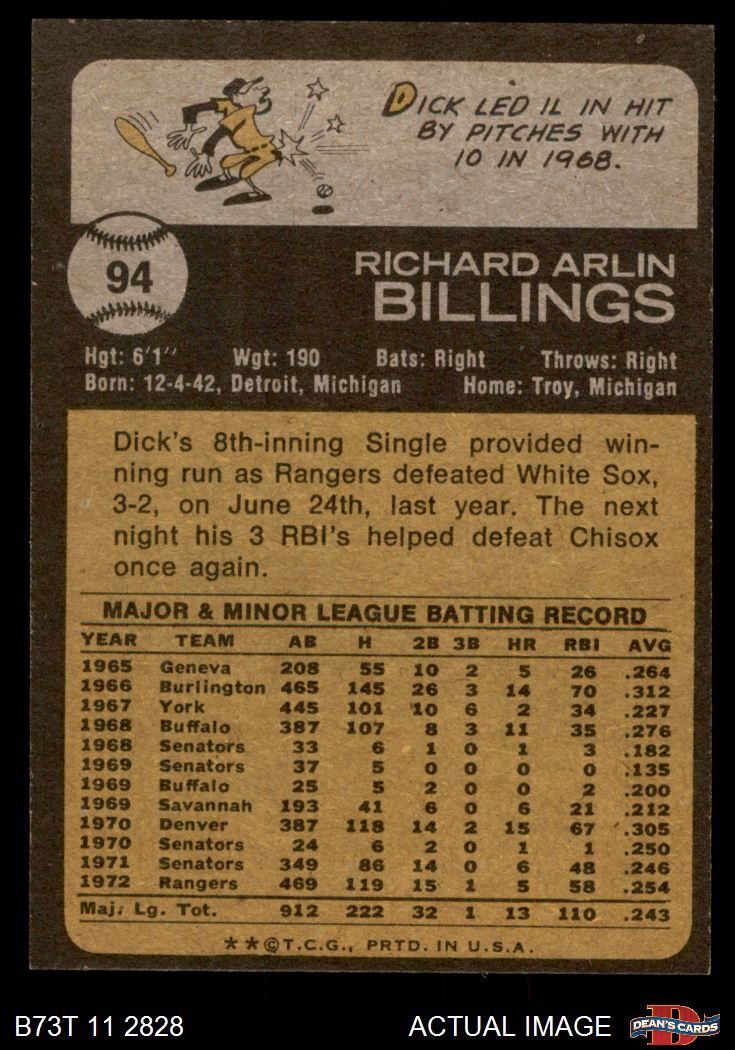 DICK LED IL IN HIT
BY PITCHES WITH
10 IN 1968.
94
RICHARD ARLIN
BILLINGS
Hgt: 6'1" Wgt: 190 Bats: Right Throws: Right
Born: 12-4-42, Detroit, Michigan Home: Troy, Michigan
Dick's 8th-inning Single provided win-
ning run as Rangers defeated White Sox,
3-2, on June 24th, last year. The next
night his 3 RBI's helped defeat Chisox
once again.
MAJOR & MINOR LEAGUE BATTING RECORD
YEAR TEAM AB H 2B 3B HR RBI AVG
1965 Geneva 208 55 10 2 5 26 .264
1966 Burlington 465 145 26 3 14 70 .312
1967 York 445 101 10 6 2 34 .227
1968 Buffalo 387 107 8 3 11 35 .276
1968 Senators 33 6 1 0 1 3 .182
1969 Senators 37 5 0 0 0 0 .135
1969 Buffalo 25 5 2 0 0 2 .200
1969 Savannah 193 41 6 0 6 21 .212
1970 Denver 387 118 14 2 15 67 .305
1970 Senators 24 6 2 0 1 1 .250
1971 Senators 349 86 14 0 6 48 .246
1972 Rangers 469 119 15 1 5 58 .254
Maj. Lg. Tot. 912 222 32 1 13 110 .243
**©T.C.G., PRTD. IN U.S.A.
B73T 11 2828 ACTUAL IMAGE
D
DEAN'S CARDS